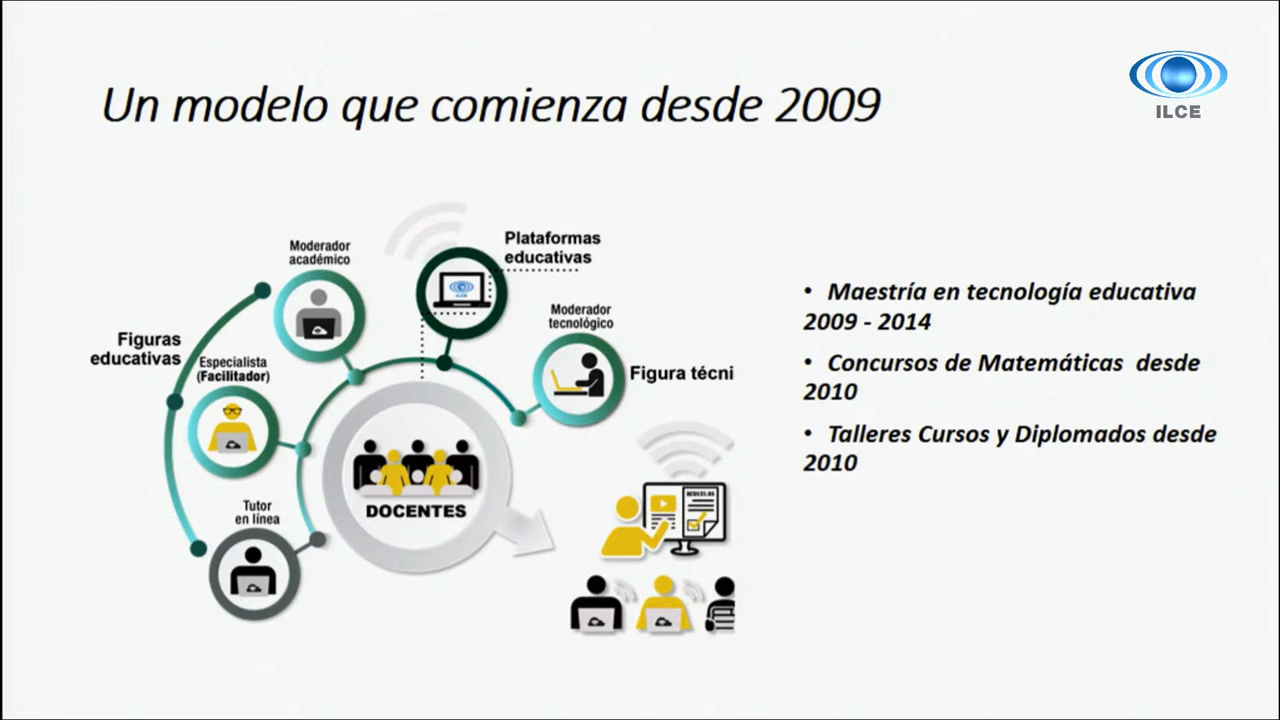 Un modelo que comienza desde 2009
ILCE
Moderador
académico
Plataformas
educativas
ILCE
Moderador
tecnológico
Figuras
educativas
Especialista
(Facilitador)
Figura técni
DOCENTES
Tutor
en línea
• Maestría en tecnología educativa
2009 - 2014
• Concursos de Matemáticas desde
2010
• Talleres Cursos y Diplomados desde
2010